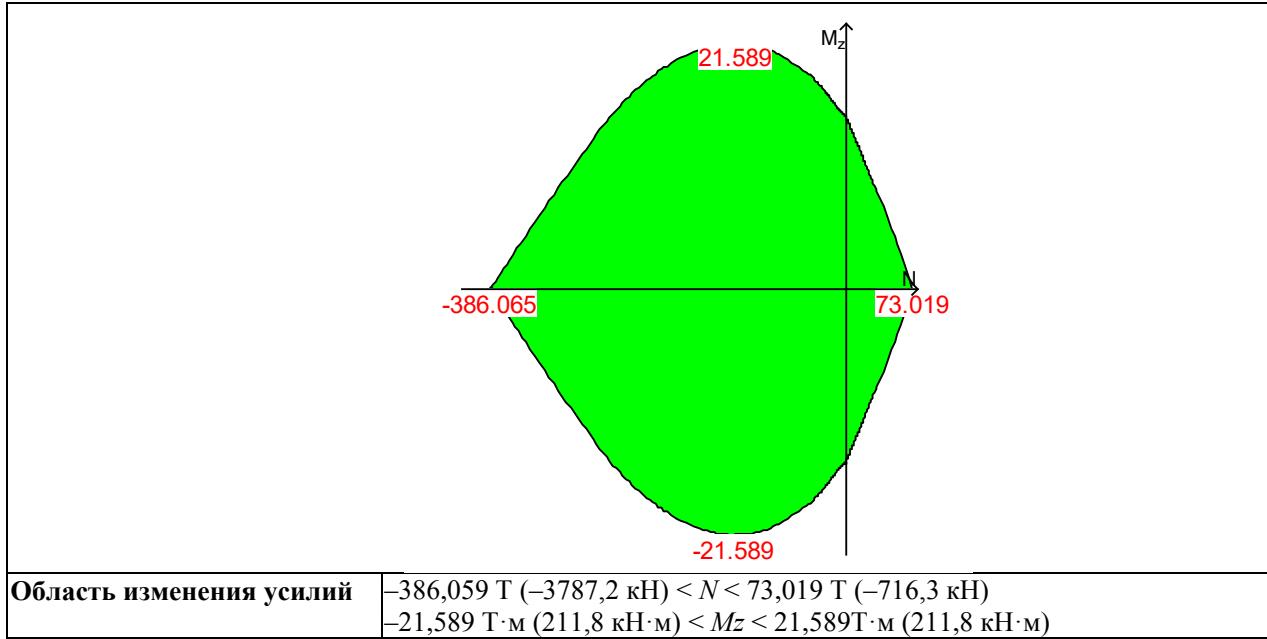 Mz
21.589
N
-386.065
73.019
-21.589
Область изменения усилий
–386,059 Т (–3787,2 кН) < N < 73,019 Т (–716,3 кН)
–21,589 Т·м (211,8 кН·м) < Mz < 21,589Т·м (211,8 кН·м)